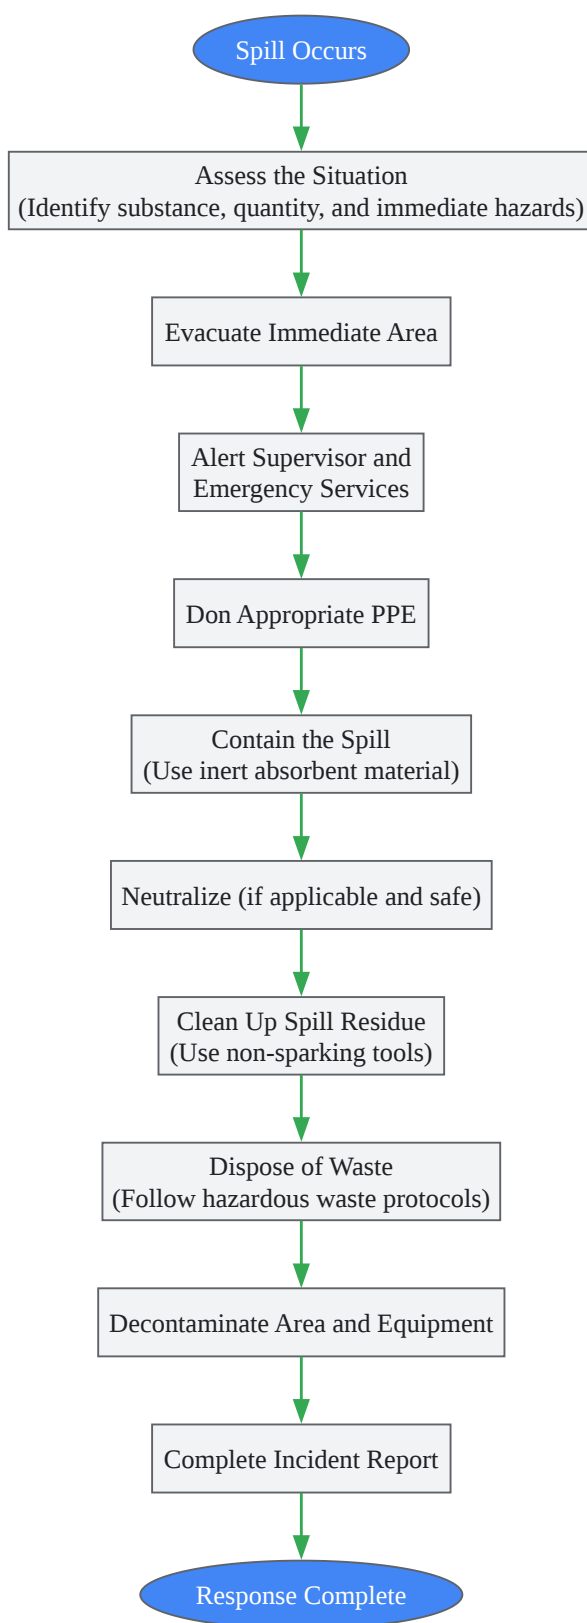 Spill Occurs
Assess the Situation
(Identify substance, quantity, and immediate hazards)
Evacuate Immediate Area
Alert Supervisor and
Emergency Services
Don Appropriate PPE
Contain the Spill
(Use inert absorbent material)
Neutralize (if applicable and safe)
Clean Up Spill Residue
(Use non-sparking tools)
Dispose of Waste
(Follow hazardous waste protocols)
Decontaminate Area and Equipment
Complete Incident Report
Response Complete